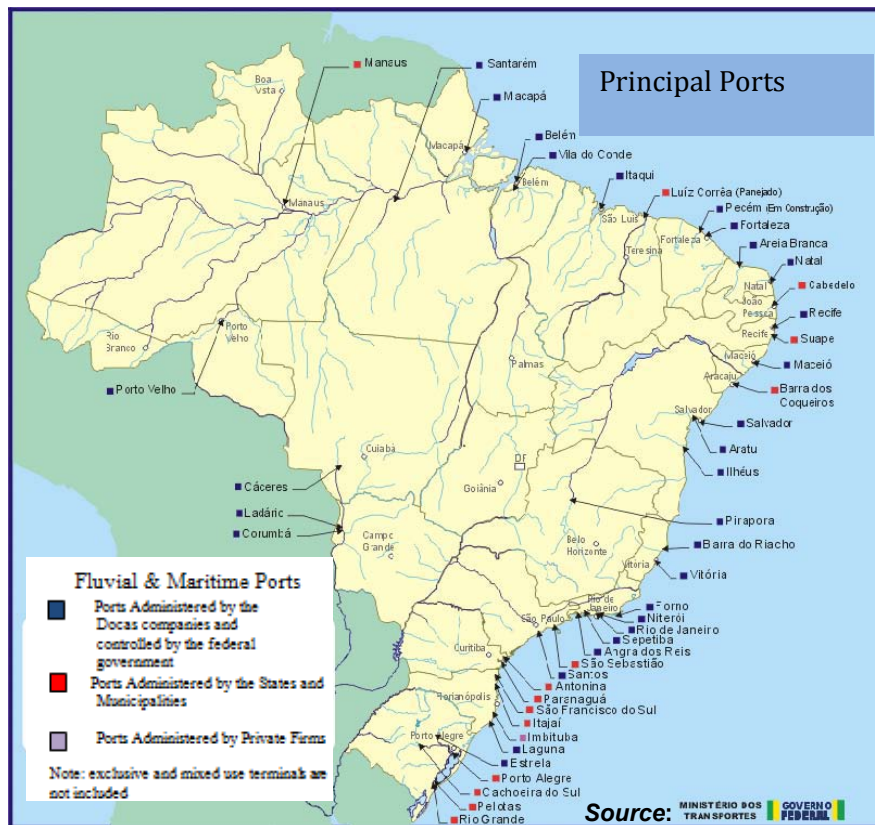 Principal Ports
Manaus
Santarém
Macapá
Belém
Vila do Conde
Itaqui
Luíz Corrêa (Panejado)
Pecém (Em Construção)
Fortaleza
Areia Branca
Natal
Cabedelo
Recife
Suape
Maceió
Barra dos
Coqueiros
Salvador
Aratu
Ilhéus
Pirapora
Barra do Riacho
Vitória
Forno
Niterói
Rio de Janeiro
Sepetiba
Angra dos Reis
São Sebastião
Santos
Antonina
Paranaguá
São Francisco do Sul
Itajaí
Imbituba
Laguna
Estrela
Porto Alegre
Cachoeira do Sul
Pelotas
Rio Grande
Porto Velho
Cáceres
Ladário
Corumbá
Boa
Vista
Macapá
Manaus
Belém
São Luís
Teresina
Fortaleza
Natal
João
Pessoa
Recife
Maceió
Aracaju
Salvador
Palmas
Porto
Velho
Rio
Branco
Cuiabá
DF
Goiânia
Campo
Grande
Belo
Horizonte
Vitória
Rio de
Janeiro
São Paulo
Curitiba
Florianópolis
Porto Alegre
Fluvial & Maritime Ports
Ports Administered by the
Docas companies and
controlled by the federal
government
Ports Administered by the States and
Municipalities
Ports Administered by Private Firms
Note: exclusive and mixed use terminals are
not included
Source: MINISTÉRIO DOS
TRANSPORTES
GOVERNO
FEDERAL